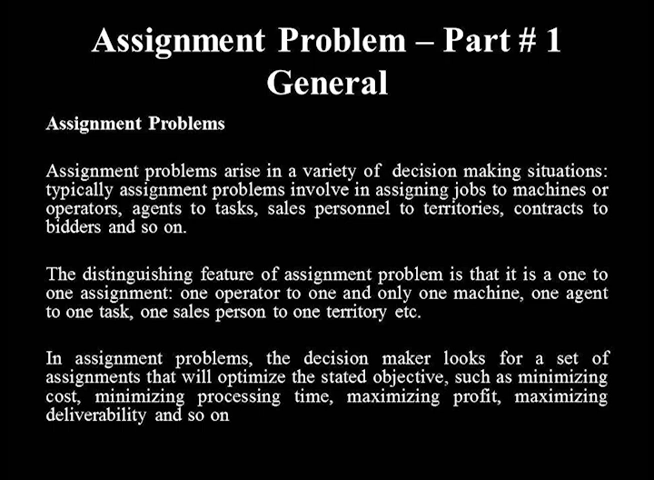 Assignment Problem – Part # 1
General
Assignment Problems
Assignment problems arise in a variety of decision making situations:
typically assignment problems involve in assigning jobs to machines or
operators, agents to tasks, sales personnel to territories, contracts to
bidders and so on.
The distinguishing feature of assignment problem is that it is a one to
one assignment: one operator to one and only one machine, one agent
to one task, one sales person to one territory etc.
In assignment problems, the decision maker looks for a set of
assignments that will optimize the stated objective, such as minimizing
cost, minimizing processing time, maximizing profit, maximizing
deliverability and so on